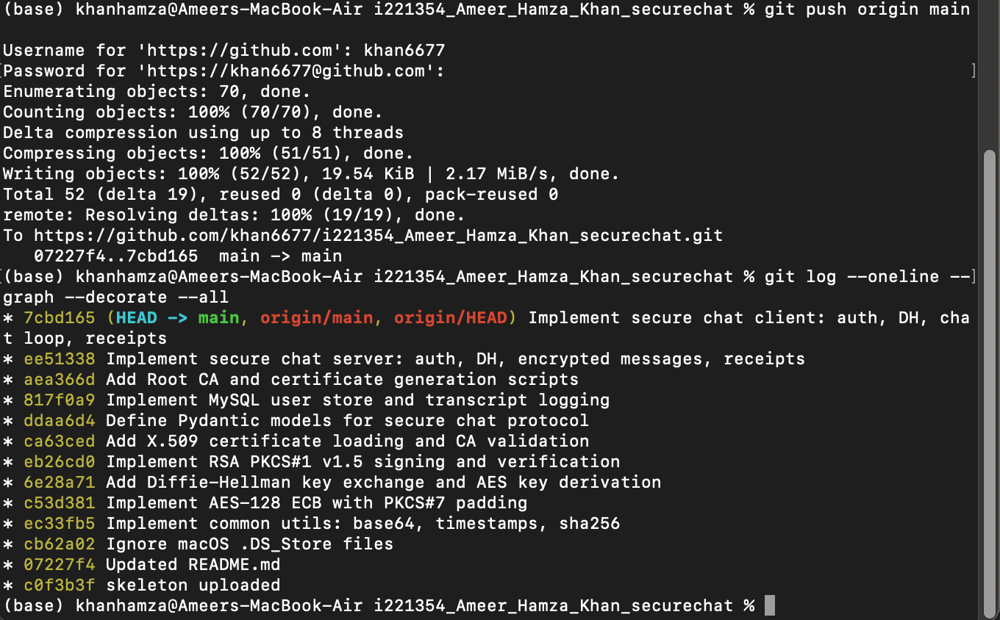 (base) khanhamza@Ameers-MacBook-Air i221354_Ameer_Hamza_Khan_securechat % git push origin main
Username for 'https://github.com': khan6677
[Password for 'https://khan6677@github.com': ]
Enumerating objects: 70, done.
Counting objects: 100% (70/70), done.
Delta compression using up to 8 threads
Compressing objects: 100% (51/51), done.
Writing objects: 100% (52/52), 19.54 KiB | 2.17 MiB/s, done.
Total 52 (delta 19), reused 0 (delta 0), pack-reused 0
remote: Resolving deltas: 100% (19/19), done.
To https://github.com/khan6677/i221354_Ameer_Hamza_Khan_securechat.git
   07227f4..7cbd165  main -> main
[(base) khanhamza@Ameers-MacBook-Air i221354_Ameer_Hamza_Khan_securechat % git log --oneline --]
graph --decorate --all
* 7cbd165 (HEAD -> main, origin/main, origin/HEAD) Implement secure chat client: auth, DH, cha
t loop, receipts
* ee51338 Implement secure chat server: auth, DH, encrypted messages, receipts
* aea366d Add Root CA and certificate generation scripts
* 817f0a9 Implement MySQL user store and transcript logging
* ddaa6d4 Define Pydantic models for secure chat protocol
* ca63ced Add X.509 certificate loading and CA validation
* eb26cd0 Implement RSA PKCS#1 v1.5 signing and verification
* 6e28a71 Add Diffie-Hellman key exchange and AES key derivation
* c53d381 Implement AES-128 ECB with PKCS#7 padding
* ec33fb5 Implement common utils: base64, timestamps, sha256
* cb62a02 Ignore macOS .DS_Store files
* 07227f4 Updated README.md
* c0f3b3f skeleton uploaded
(base) khanhamza@Ameers-MacBook-Air i221354_Ameer_Hamza_Khan_securechat %